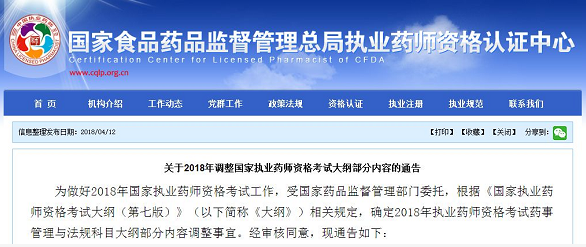 国家食品药品监督管理总局执业药师资格认证中心
Certification Center for Licensed Pharmacist of CFDA
www.cqlp.org.cn
首 页 机构介绍 工作动态 党群工作 政策法规 资格认证 执业注册 执业规范 联系我们
信息整理发布日期：2018/04/12 【打印】【收藏】【关闭】 分享到:
关于2018年调整国家执业药师资格考试大纲部分内容的通告
为做好2018年国家执业药师资格考试工作，受国家药品监督管理部门委托，根据《国家执业药
师资格考试大纲（第七版）》（以下简称《大纲》）相关规定，确定2018年执业药师资格考试药事
管理与法规科目大纲部分内容调整事宜。经审核同意，现通告如下：